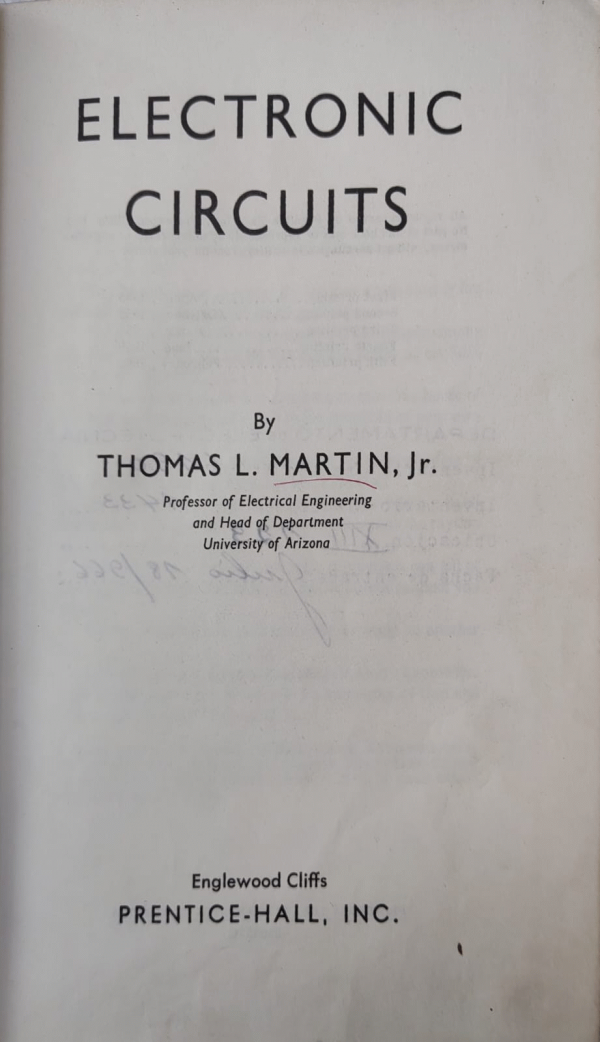 ELECTRONIC
CIRCUITS
By
THOMAS L. MARTIN, Jr.
Professor of Electrical Engineering
and Head of Department
University of Arizona
Englewood Cliffs
PRENTICE-HALL, INC.